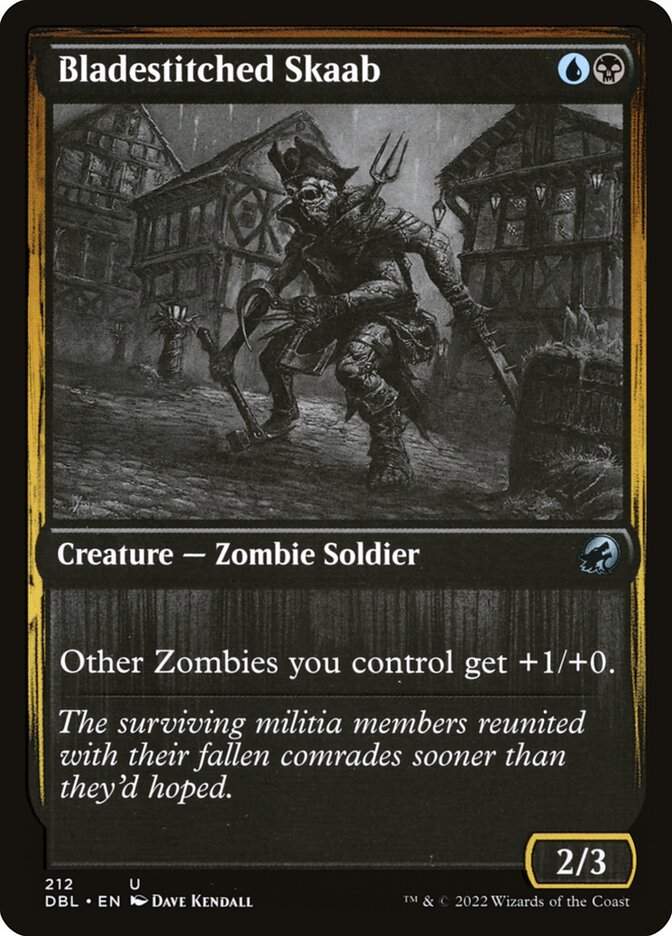 Bladestitched Skaab
Creature — Zombie Soldier
Other Zombies you control get +1/+0.
The surviving militia members reunited
with their fallen comrades sooner than
they'd hoped.
2/3
212 U
DBL • EN Dave Kendall
™ & © 2022 Wizards of the Coast